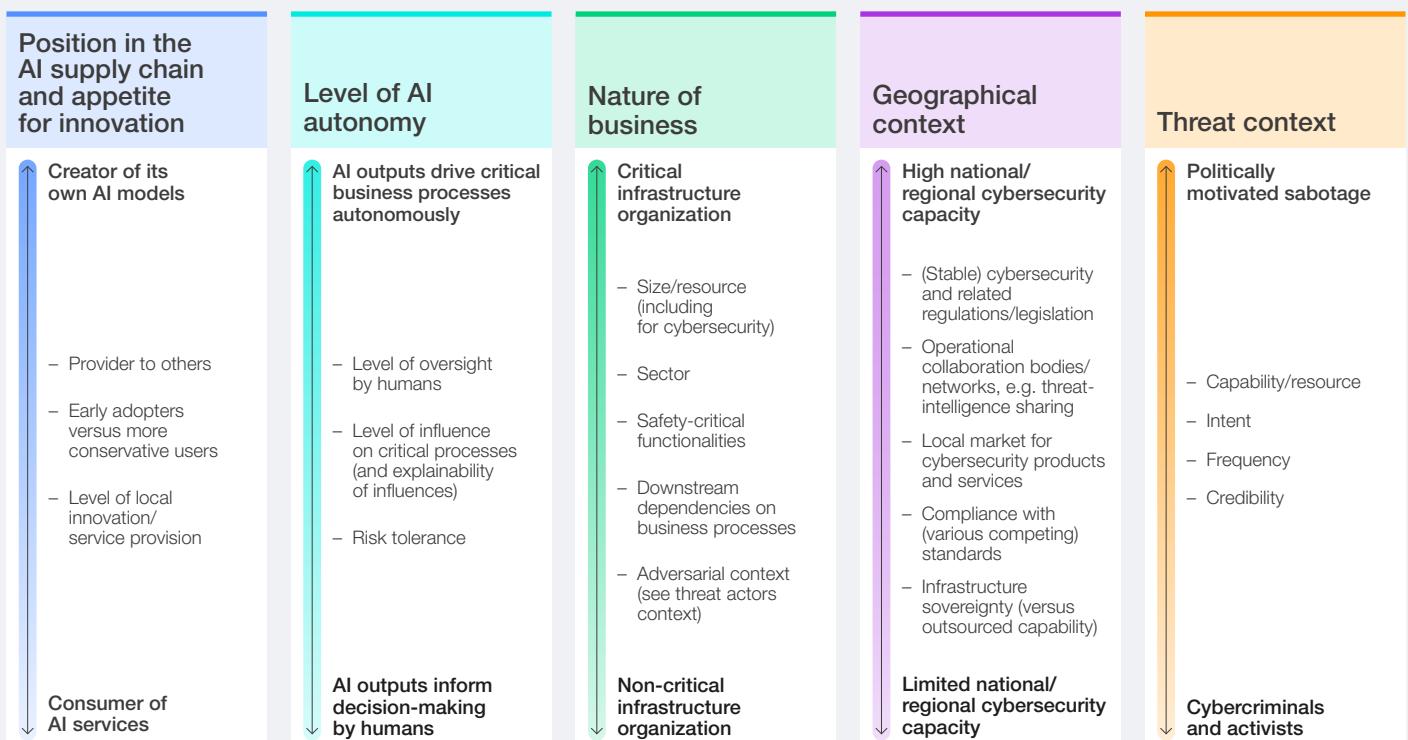 Position in the
AI supply chain
and appetite
for innovation
Creator of its
own AI models
– Provider to others
– Early adopters
versus more
conservative users
– Level of local
innovation/
service provision
Consumer of
AI services
Level of AI
autonomy
AI outputs drive critical
business processes
autonomously
– Level of oversight
by humans
– Level of influence
on critical processes
(and explainability
of influences)
– Risk tolerance
AI outputs inform
decision-making
by humans
Nature of
business
Critical
infrastructure
organization
– Size/resource
(including
for cybersecurity)
– Sector
– Safety-critical
functionalities
– Downstream
dependencies on
business processes
– Adversarial context
(see threat actors
context)
Non-critical
infrastructure
organization
Geographical
context
High national/
regional cybersecurity
capacity
– (Stable) cybersecurity
and related
regulations/legislation
– Operational
collaboration bodies/
networks, e.g. threat-
intelligence sharing
– Local market for
cybersecurity products
and services
– Compliance with
(various competing)
standards
– Infrastructure
sovereignty (versus
outsourced capability)
Limited national/
regional cybersecurity
capacity
Threat context
Politically
motivated sabotage
– Capability/resource
– Intent
– Frequency
– Credibility
Cybercriminals
and activists